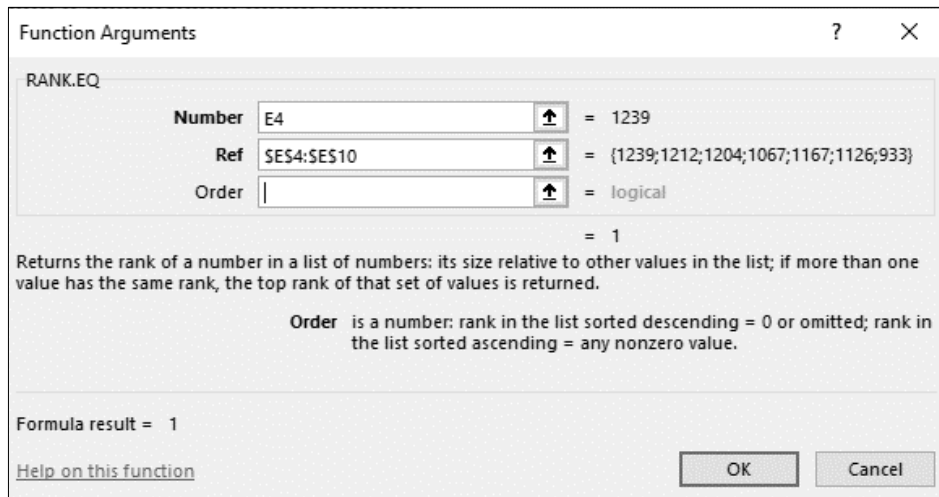 Function Arguments ? ×
RANK.EQ
Number E4 = 1239
Ref $E$4:$E$10 = {1239;1212;1204;1067;1167;1126;933}
Order = logical
= 1
Returns the rank of a number in a list of numbers: its size relative to other values in the list; if more than one
value has the same rank, the top rank of that set of values is returned.
Order is a number: rank in the list sorted descending = 0 or omitted; rank in
the list sorted ascending = any nonzero value.
Formula result = 1
Help on this function OK Cancel